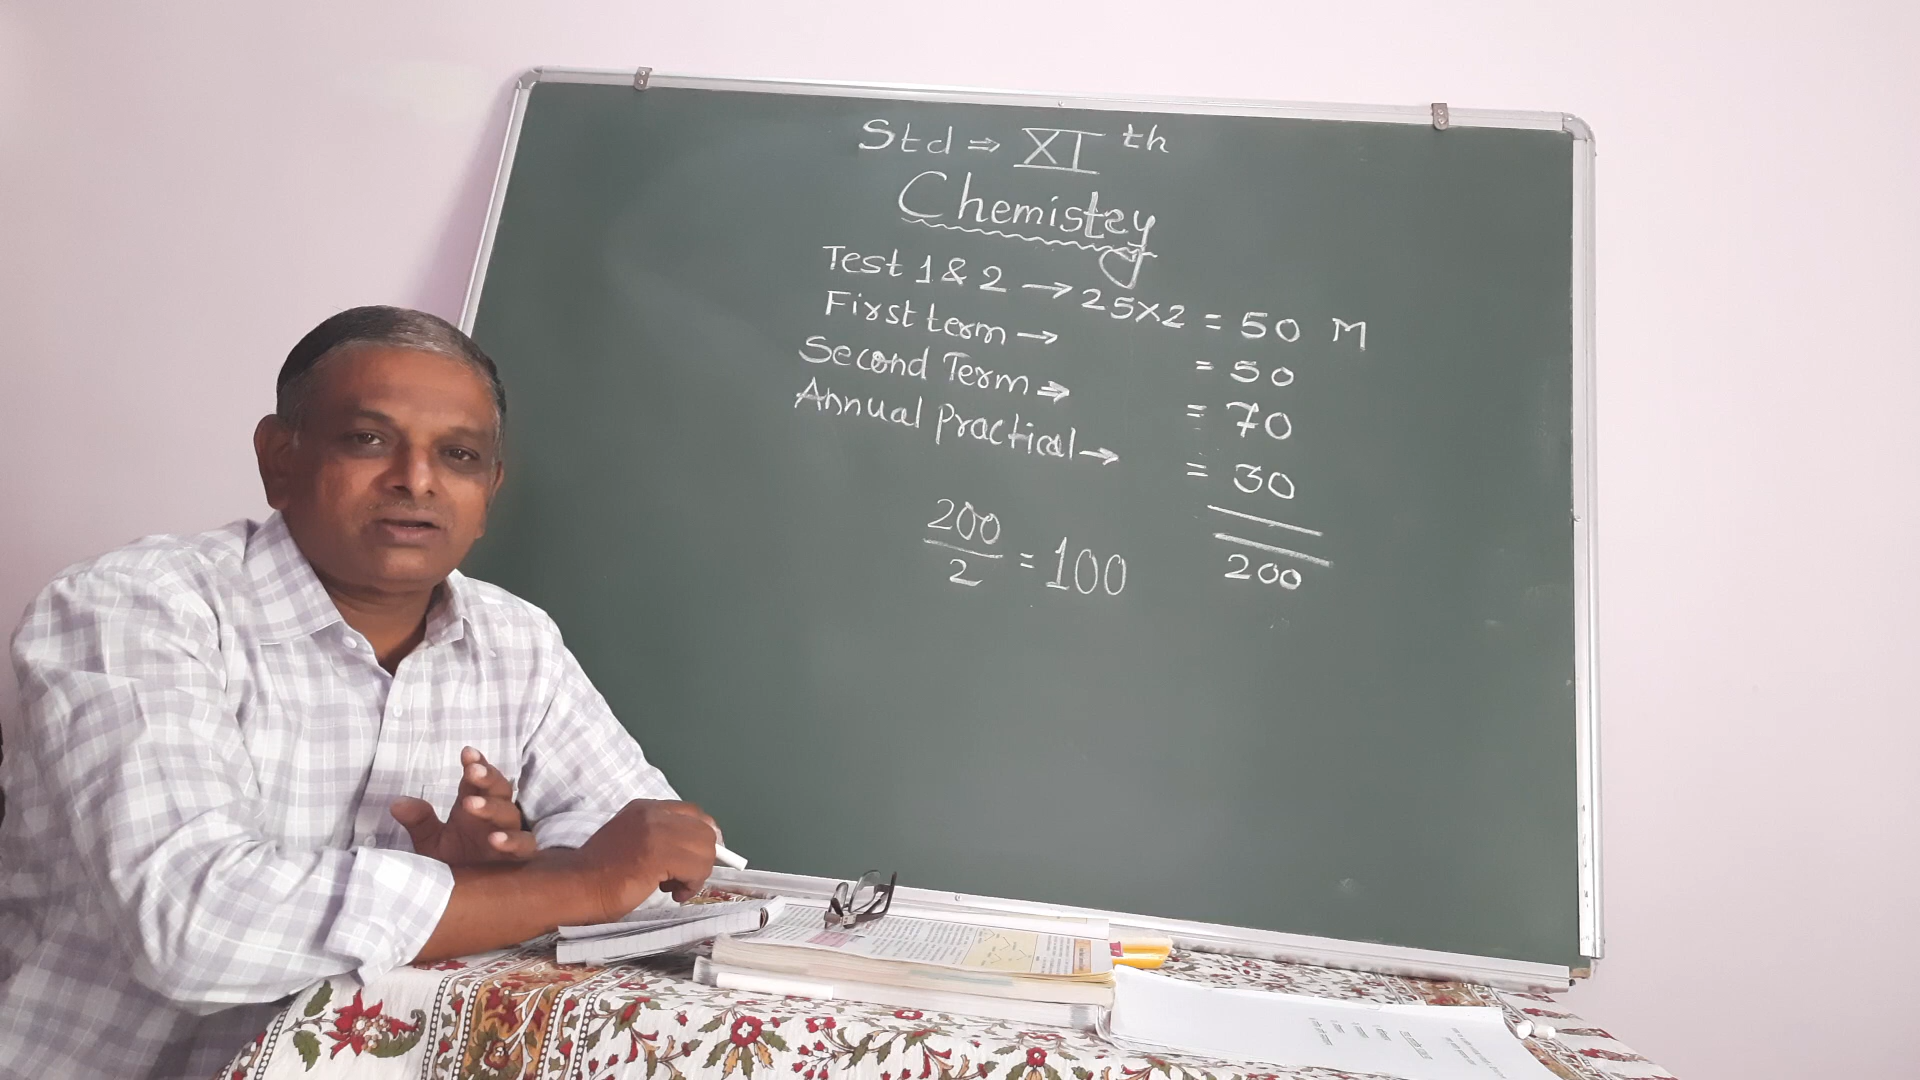 Std ⇒ XI th
Chemistry
Test 1 & 2 → 25×2 = 50 M
First term → = 50
Second Term ⇒ = 70
Annual Practical → = 30
200
200/2 = 100